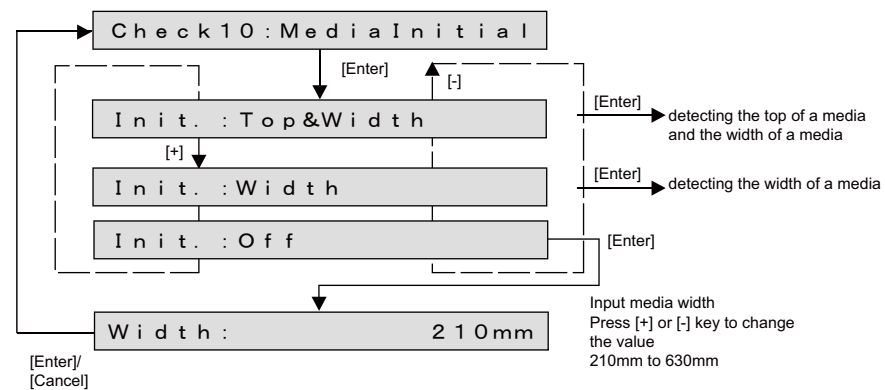 Check10:MediaInitial
[Enter]
[-]
Init. :Top&Width
[Enter]
detecting the top of a media
and the width of a media
[+]
Init. :Width
[Enter]
detecting the width of a media
Init. :Off
[Enter]
Width: 210mm
Input media width
Press [+] or [-] key to change
the value
210mm to 630mm
[Enter]/
[Cancel]